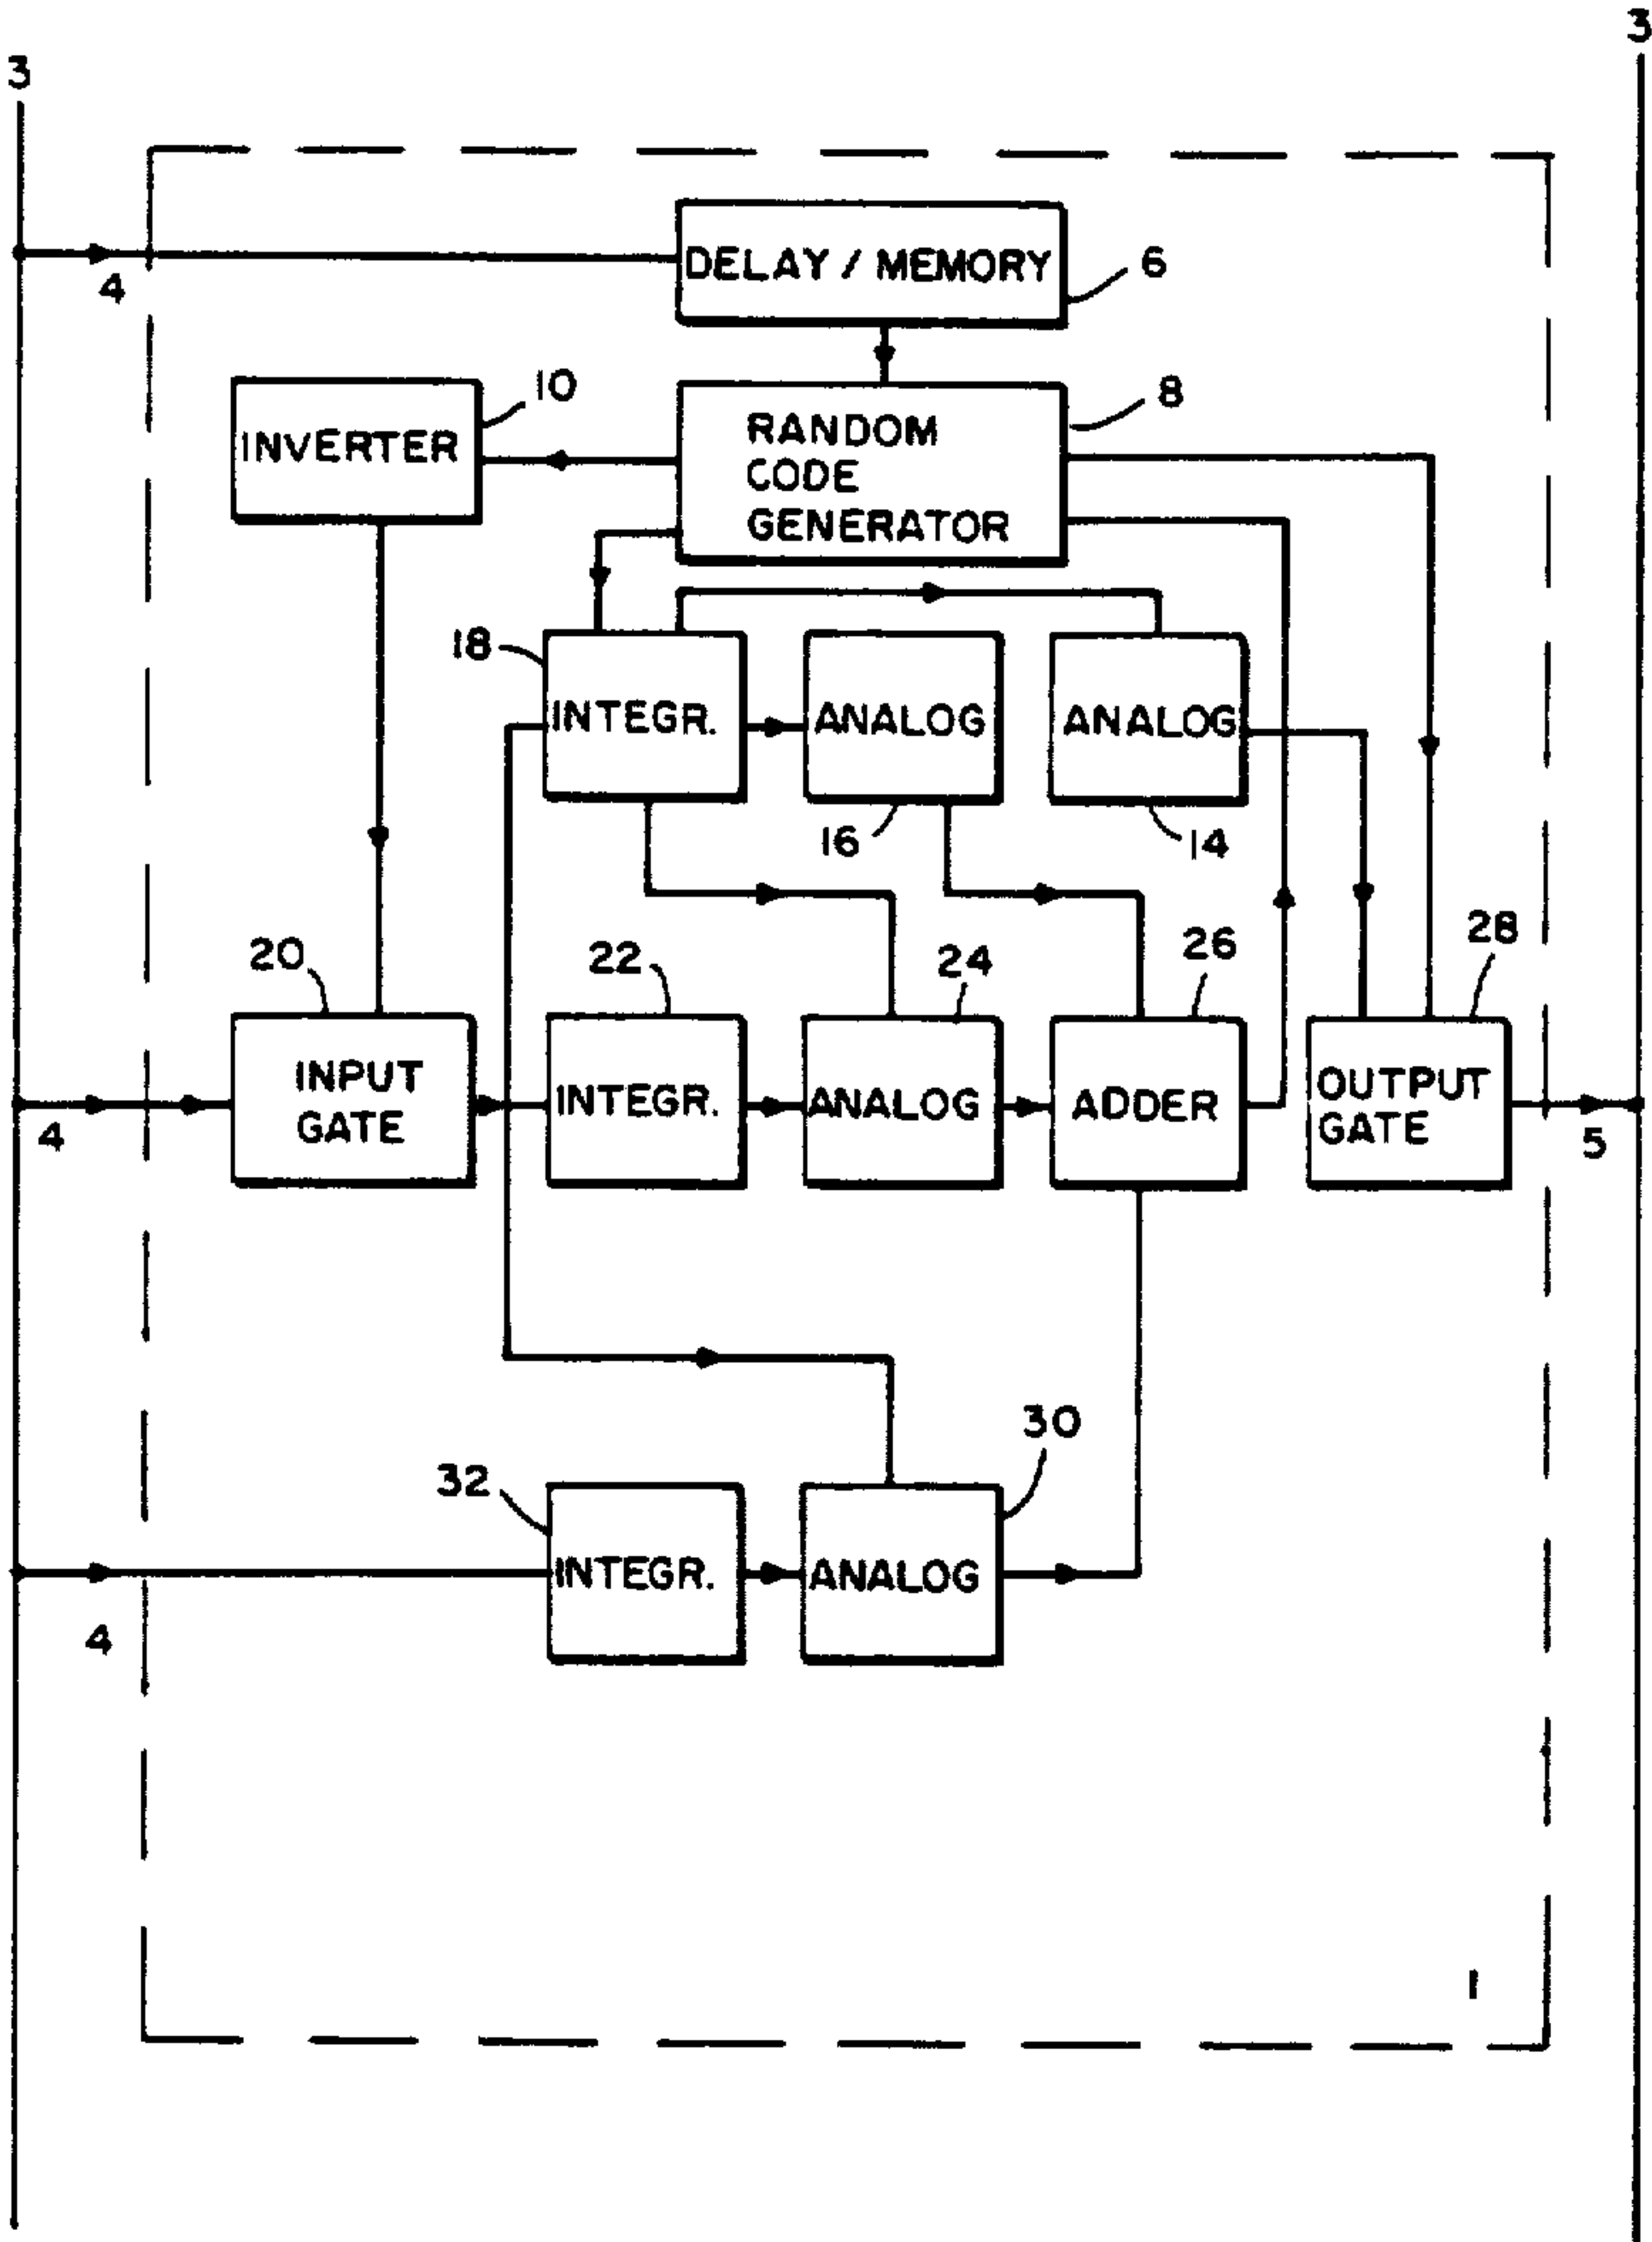 3
3
DELAY / MEMORY
6
4
10
8
INVERTER
RANDOM
CODE
GENERATOR
18
INTEGR.
ANALOG
ANALOG
16
14
20
22
24
26
28
INPUT
GATE
INTEGR.
ANALOG
ADDER
OUTPUT
GATE
4
5
30
32
INTEGR.
ANALOG
4
1